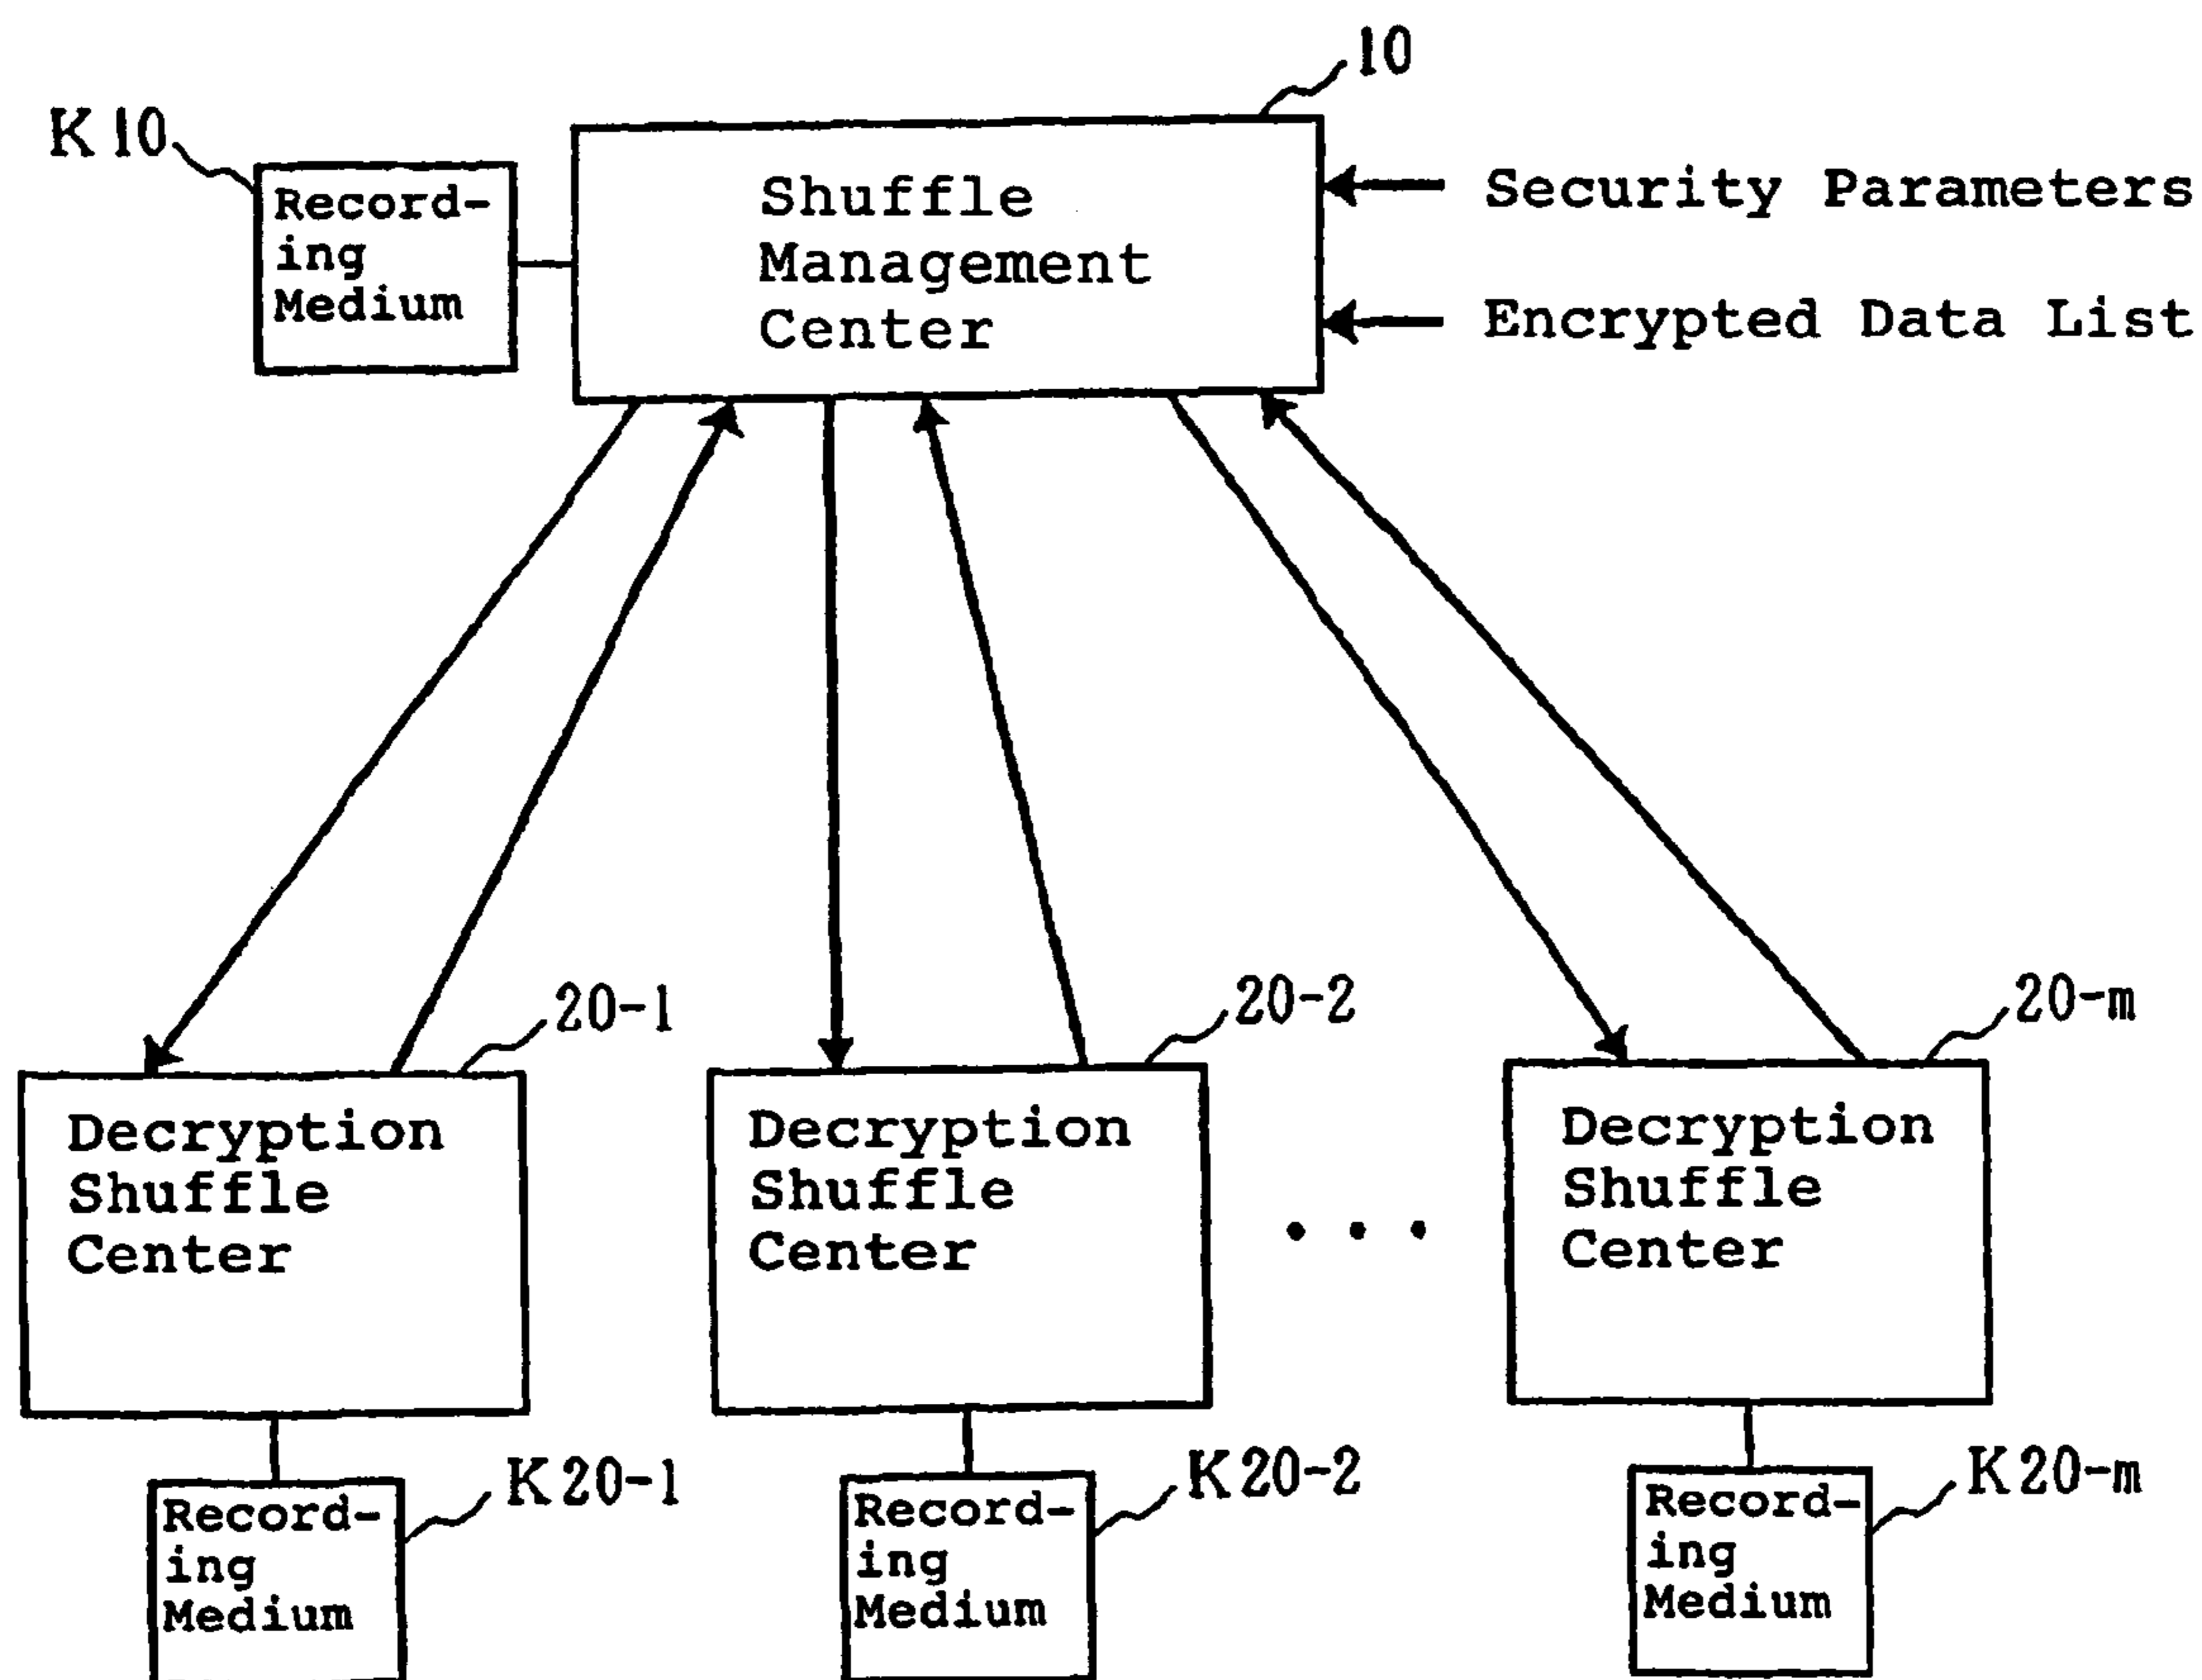 10
K10
Record-
ing
Medium
Shuffle
Management
Center
Security Parameters
Encrypted Data List
20-1
20-2
20-m
Decryption
Shuffle
Center
Decryption
Shuffle
Center
• • •
Decryption
Shuffle
Center
K20-1
Record-
ing
Medium
K20-2
Record-
ing
Medium
K20-m
Record-
ing
Medium